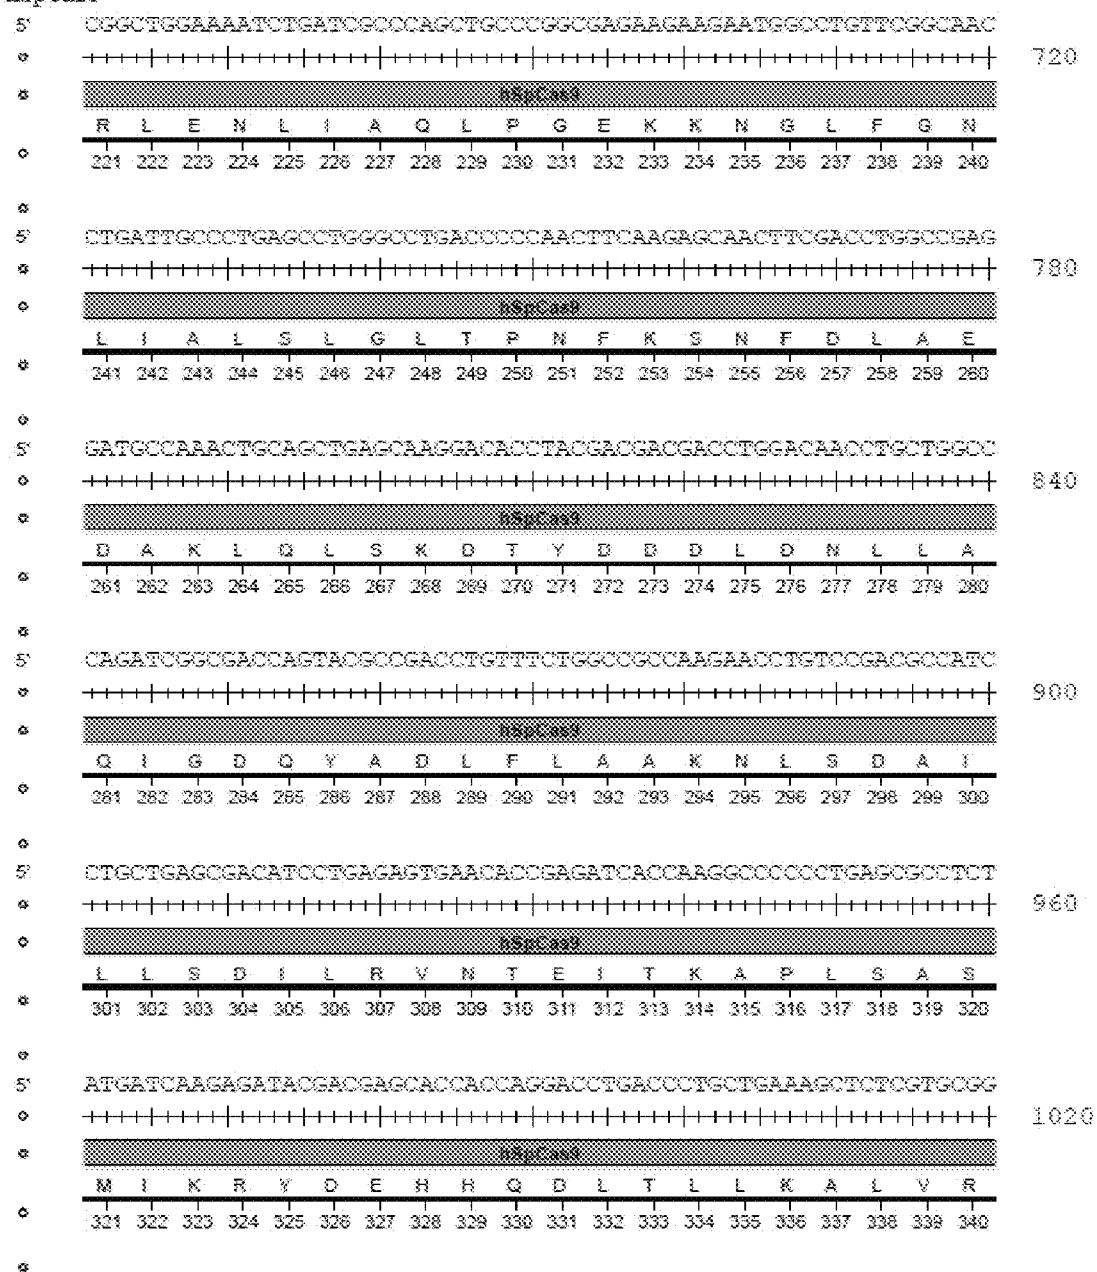 5' CGGCTGGAAAATCTGATCGCCCAGCTGCCCGGCGAGAAGAAGAATGGCCTGTTCGGCAAC
720
hSpCas9
R L E N L I A Q L P G E K K N G L F G N
221 222 223 224 225 226 227 228 229 230 231 232 233 234 235 236 237 238 239 240
5' CTGATTGCCCTGAGCCTGGGCCTGACCCCCAACTTCAAGAGCAACTTCGACCTGGCCGAG
780
hSpCas9
L I A L S L G L T P N F K S N F D L A E
241 242 243 244 245 246 247 248 249 250 251 252 253 254 255 256 257 258 259 260
5' GATGCCAAACTGCAGCTGAGCAAGGACACCTACGACGACGACCTGGACAACCTGCTGGCC
840
hSpCas9
D A K L Q L S K D T Y D D D L D N L L A
261 262 263 264 265 266 267 268 269 270 271 272 273 274 275 276 277 278 279 280
5' CAGATCGGCGACCAGTACGCCGACCTGTTTCTGGCCGCCAAGAACCTGTCCGACGCCATC
900
hSpCas9
Q I G D Q Y A D L F L A A K N L S D A I
281 282 283 284 285 286 287 288 289 290 291 292 293 294 295 296 297 298 299 300
5' CTGCTGAGCGACATCCTGAGAGTGAACACCGAGATCACCAAGGCCCCCCTGAGCGCCTCT
960
hSpCas9
L L S D I L R V N T E I T K A P L S A S
301 302 303 304 305 306 307 308 309 310 311 312 313 314 315 316 317 318 319 320
5' ATGATCAAGAGATACGACGAGCACCACCAGGACCTGACCCTGCTGAAAGCTCTCGTGCGG
1020
hSpCas9
M I K R Y D E H H Q D L T L L K A L V R
321 322 323 324 325 326 327 328 329 330 331 332 333 334 335 336 337 338 339 340